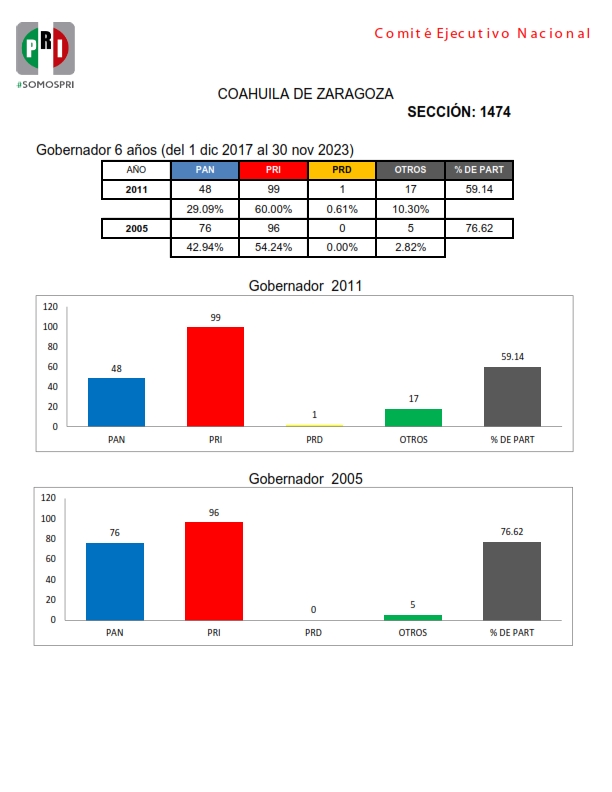 Comité Ejecutivo Nacional
PRI
#SOMOSPRI
COAHUILA DE ZARAGOZA
SECCIÓN: 1474
Gobernador 6 años (del 1 dic 2017 al 30 nov 2023)
AÑO PAN PRI PRD OTROS % DE PART
2011 48 99 1 17 59.14
29.09% 60.00% 0.61% 10.30%
2005 76 96 0 5 76.62
42.94% 54.24% 0.00% 2.82%
Gobernador 2011
120
100
80
60
40
20
0
48
99
1
17
59.14
PAN PRI PRD OTROS % DE PART
Gobernador 2005
120
100
80
60
40
20
0
76
96
0
5
76.62
PAN PRI PRD OTROS % DE PART